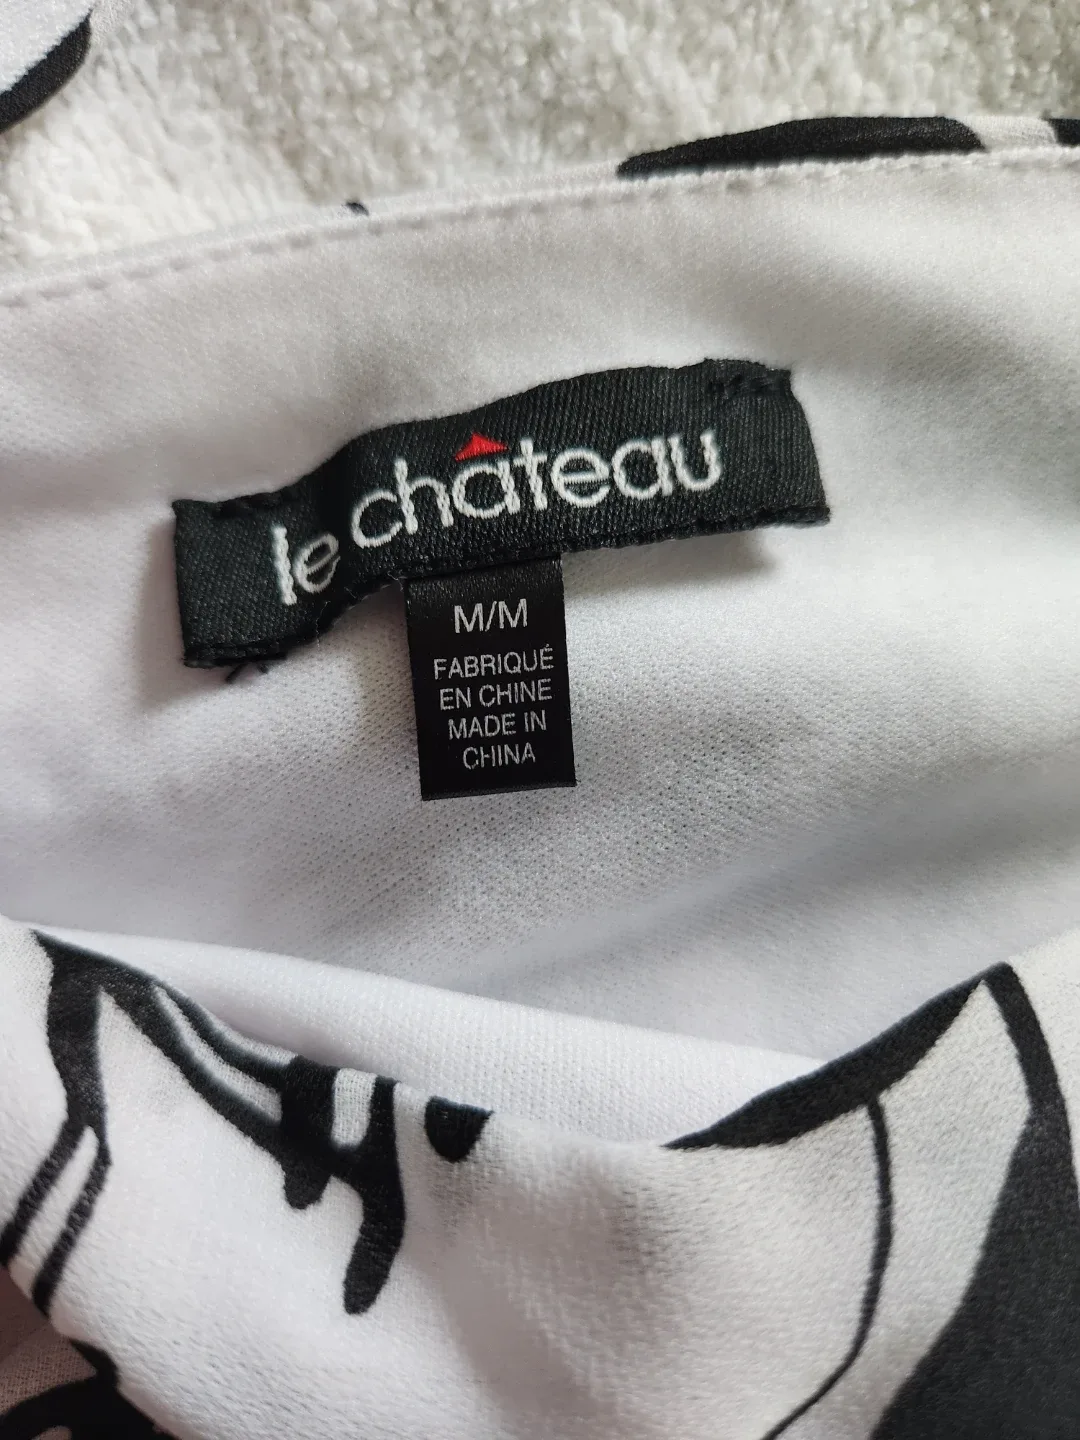 le château
M/M
FABRIQUÉ
EN CHINE
MADE IN
CHINA